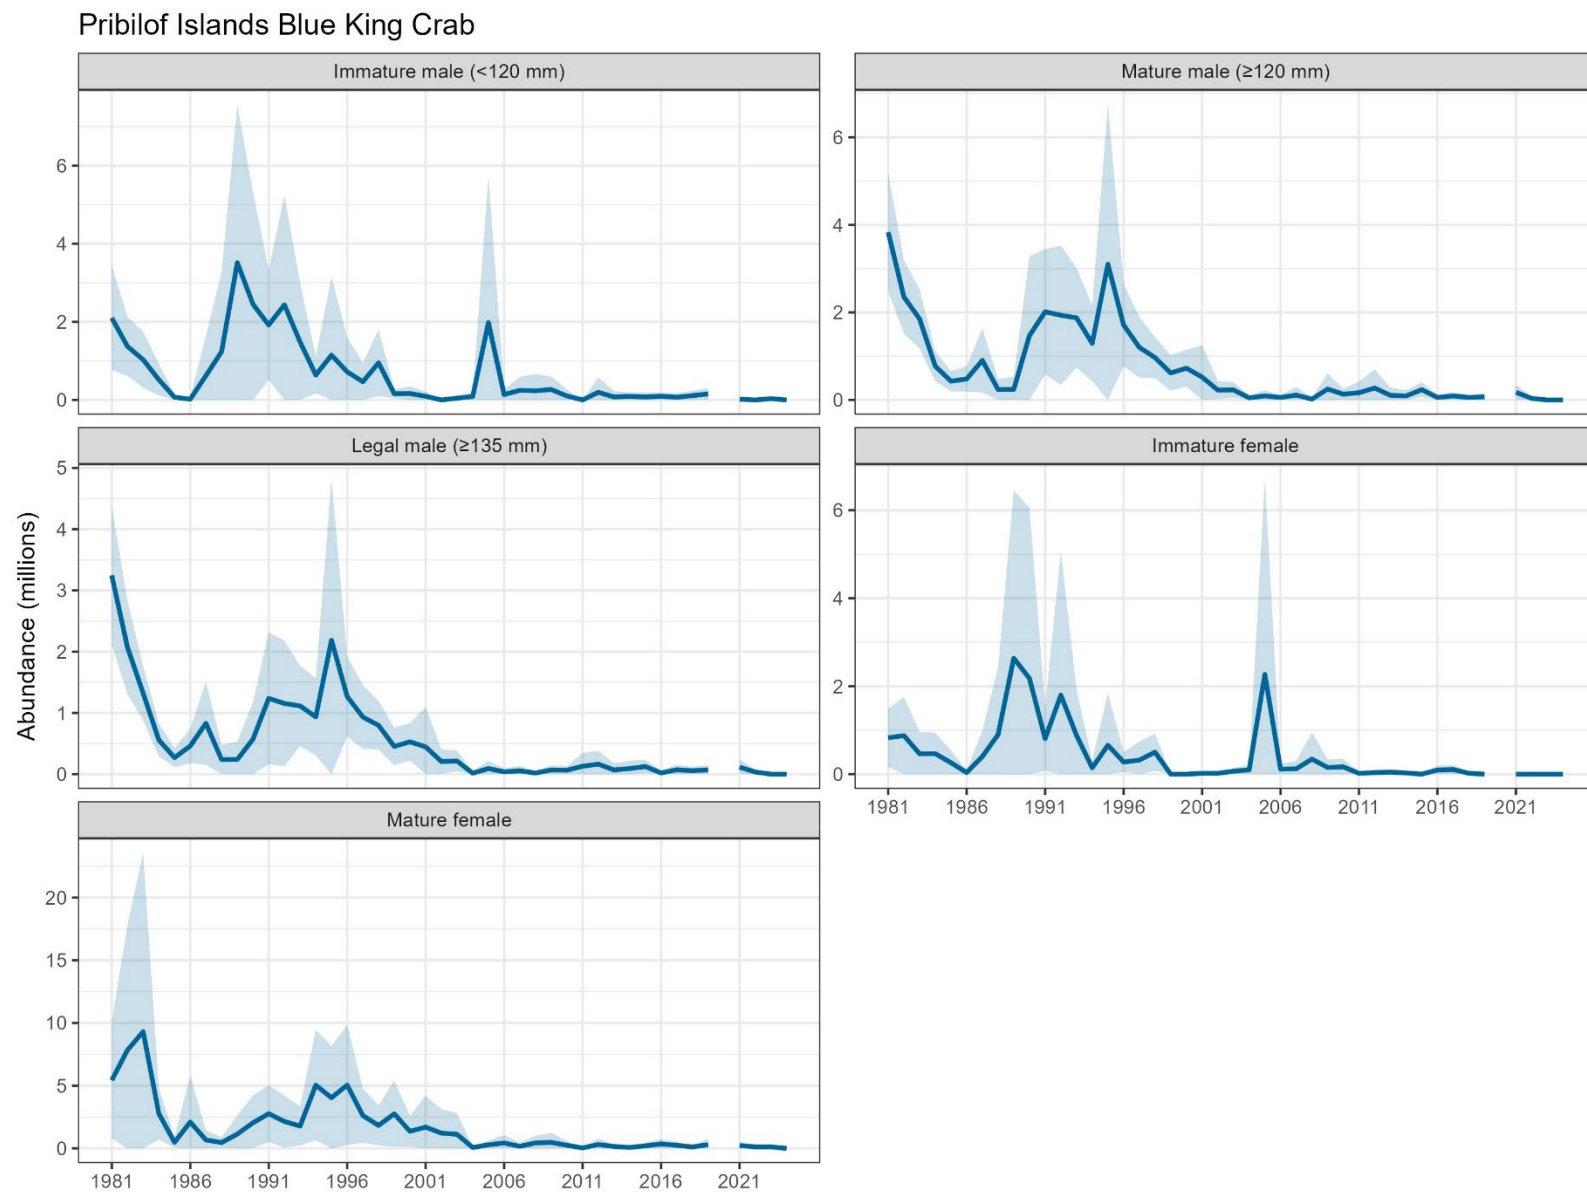 Pribilof Islands Blue King Crab
Immature male (<120 mm)
6
4
2
0
Mature male (≥120 mm)
6
4
2
0
Legal male (≥135 mm)
5
4
3
2
1
0
Immature female
6
4
2
0
1981 1986 1991 1996 2001 2006 2011 2016 2021
Abundance (millions)
Mature female
20
15
10
5
0
1981 1986 1991 1996 2001 2006 2011 2016 2021